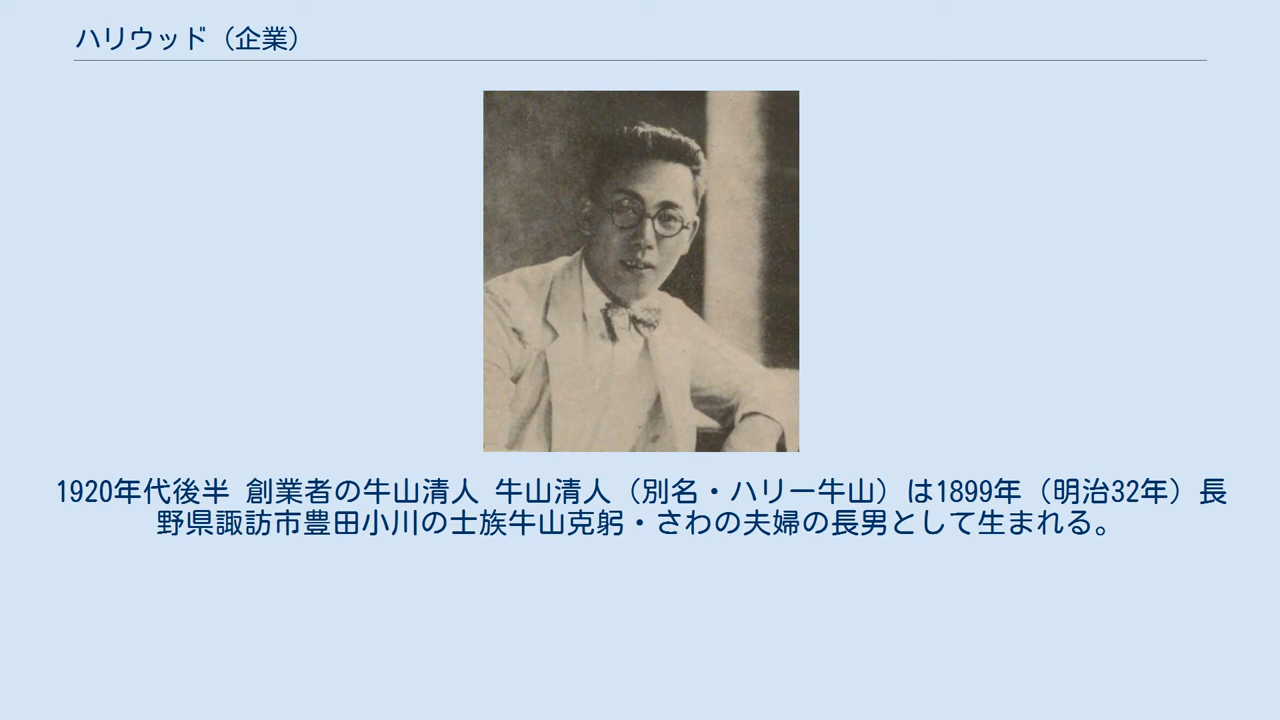 ハリウッド（企業）
1920年代後半 創業者の牛山清人 牛山清人（別名・ハリー牛山）は1899年（明治32年）長
野県諏訪市豊田小川の士族牛山克躬・さわの夫婦の長男として生まれる。